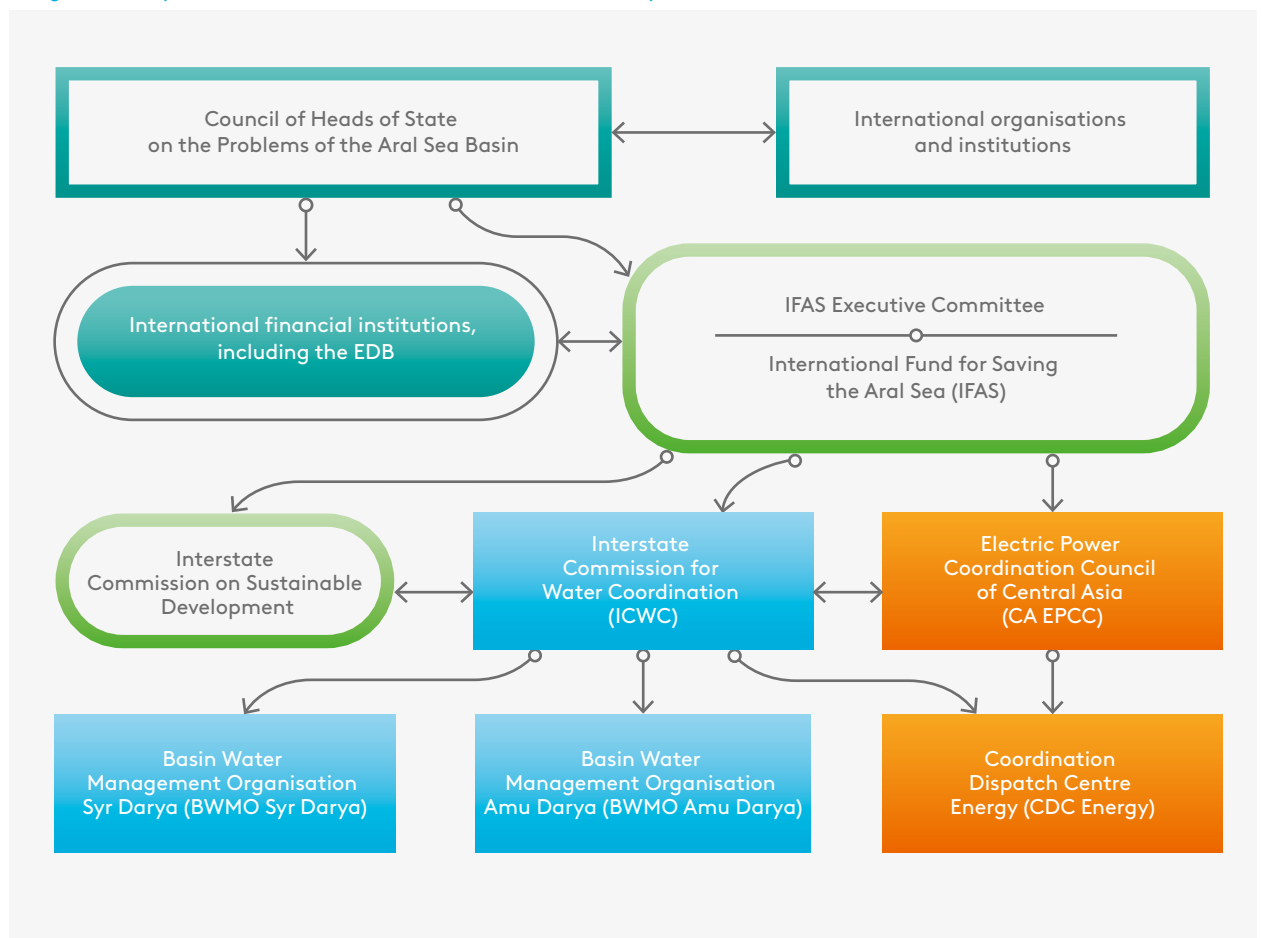 Council of Heads of State
on the Problems of the Aral Sea Basin
International organisations
and institutions
International financial institutions,
including the EDB
IFAS Executive Committee
International Fund for Saving
the Aral Sea (IFAS)
Interstate
Commission on Sustainable
Development
Interstate
Commission for
Water Coordination
(ICWC)
Electric Power
Coordination Council
of Central Asia
(CA EPCC)
Basin Water
Management Organisation
Syr Darya (BWMO Syr Darya)
Basin Water
Management Organisation
Amu Darya (BWMO Amu Darya)
Coordination
Dispatch Centre
Energy (CDC Energy)